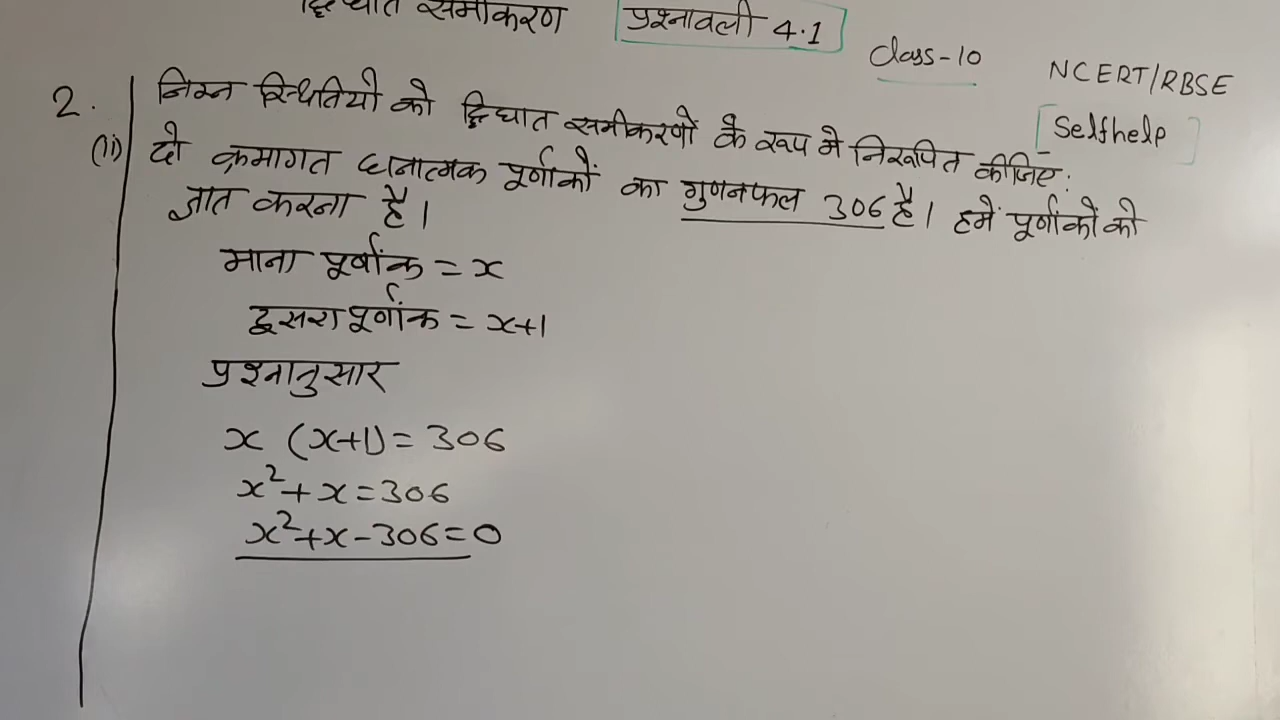 द्विघात समीकरण प्रश्नावली 4.1
Class-10
NCERT/RBSE
Selfhelp
2. निम्न स्थितियो को द्विघात समीकरणों के रूप मे निरूपित कीजिए:
(ii) दो क्रमागत धनात्मक पूर्णाकों का गुणनफल 306 है। हमें पूर्णांकों को
ज्ञात करना है।
माना पूर्णांक = x
दूसरा पूर्णांक = x+1
प्रश्नानुसार
x (x+1) = 306
x²+x=306
x²+x-306=0